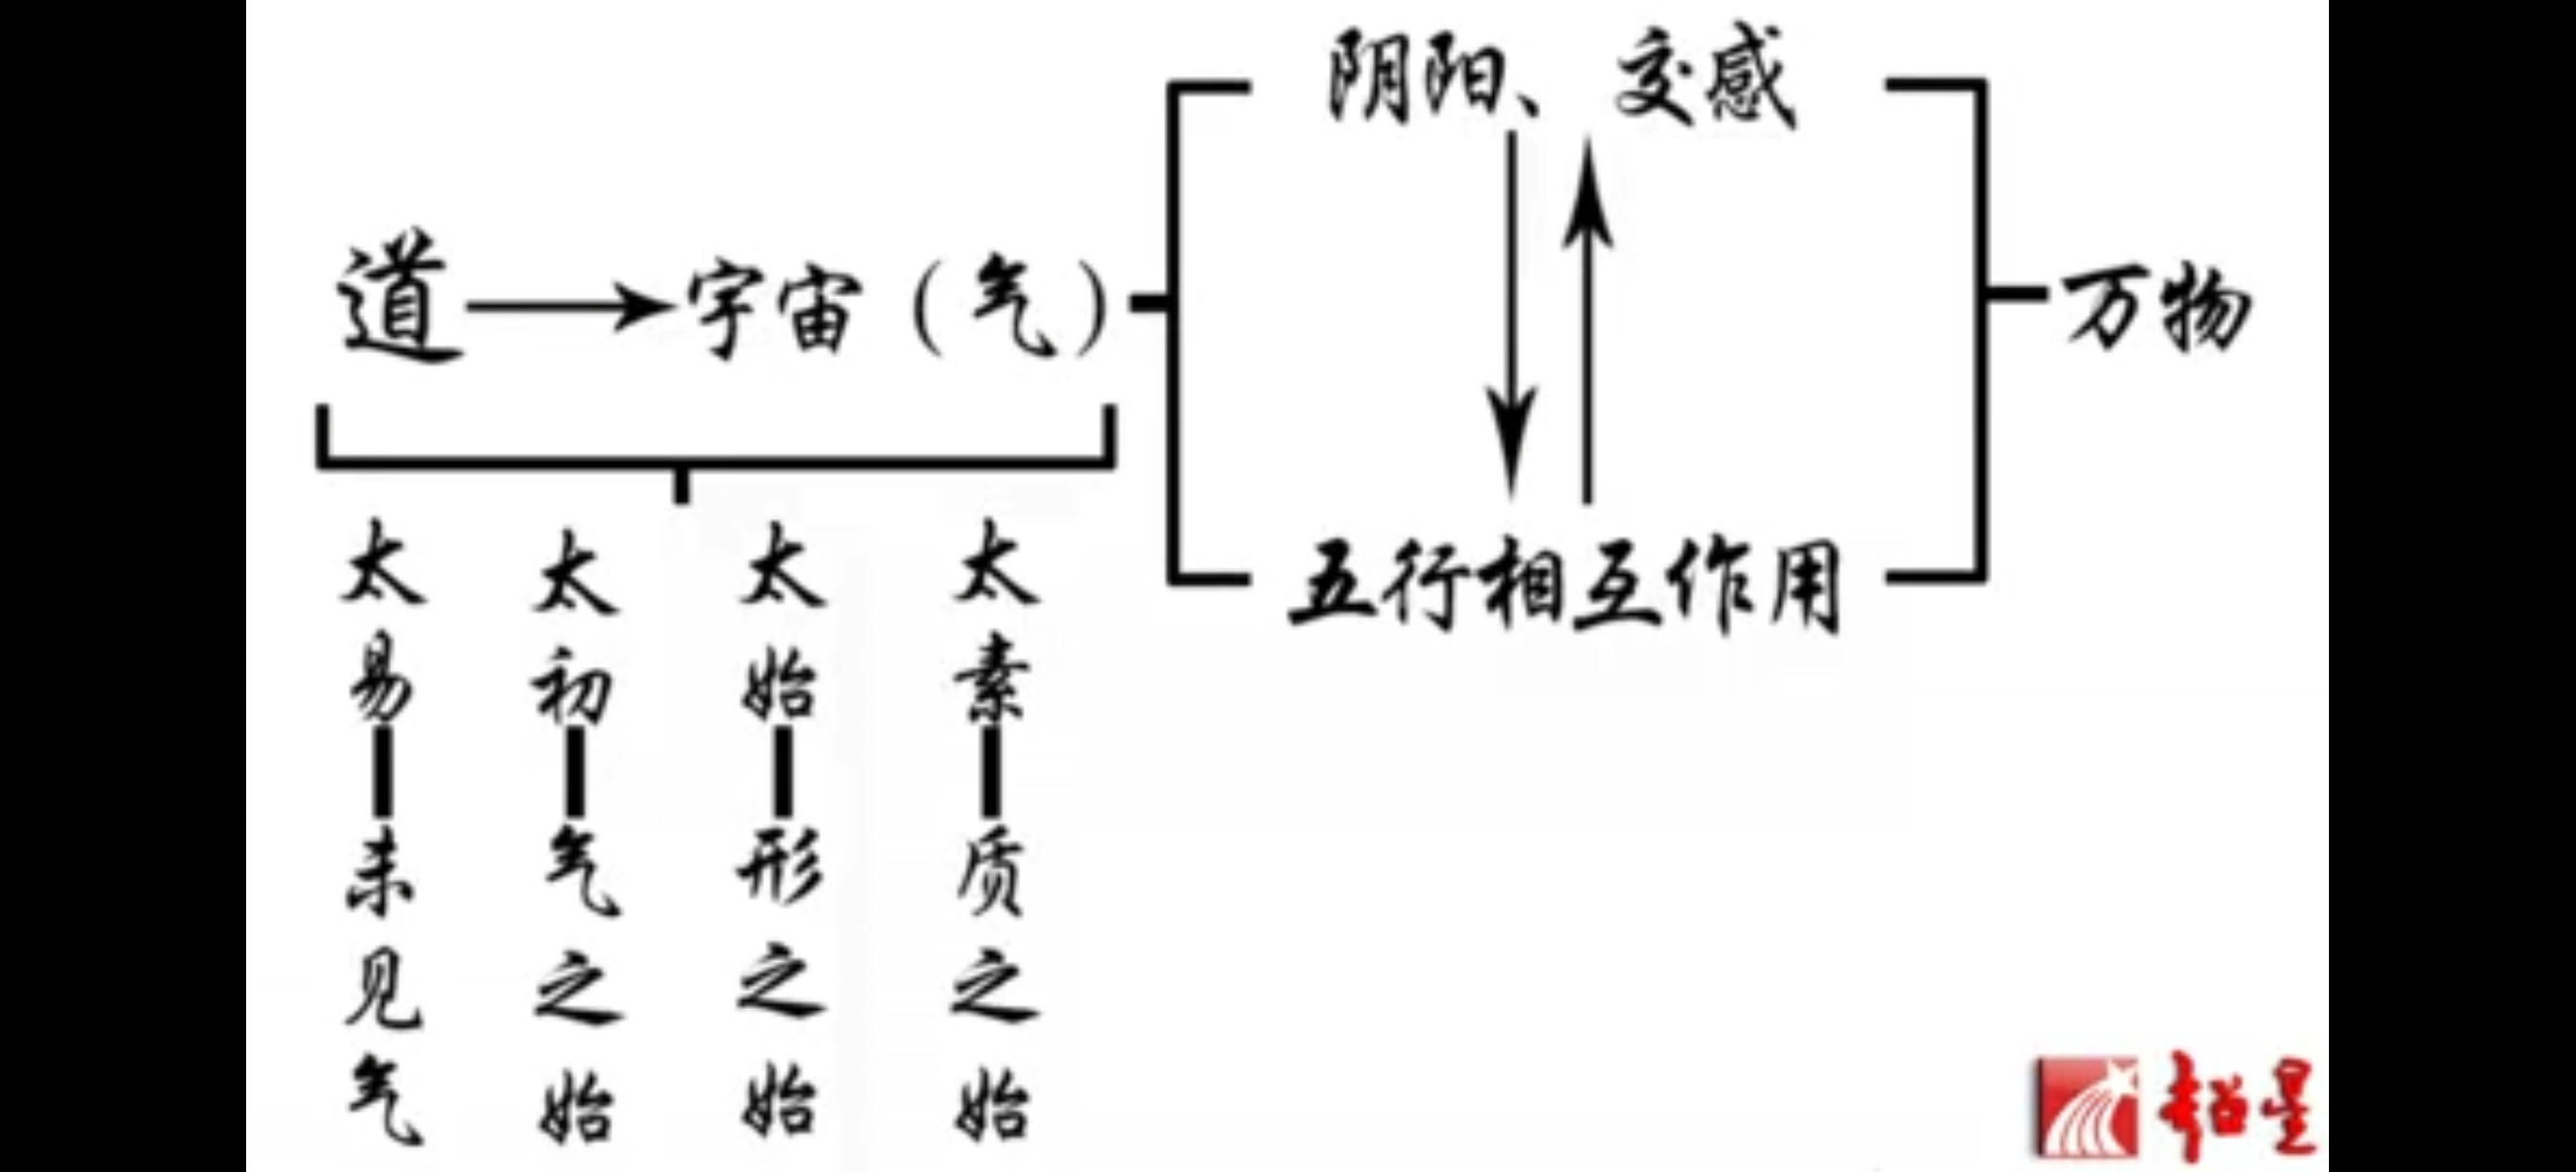 阴阳、交感
道
宇宙（气）
万物
五行相互作用
太易
未见气
太初
气之始
太始
形之始
太素
质之始
超星